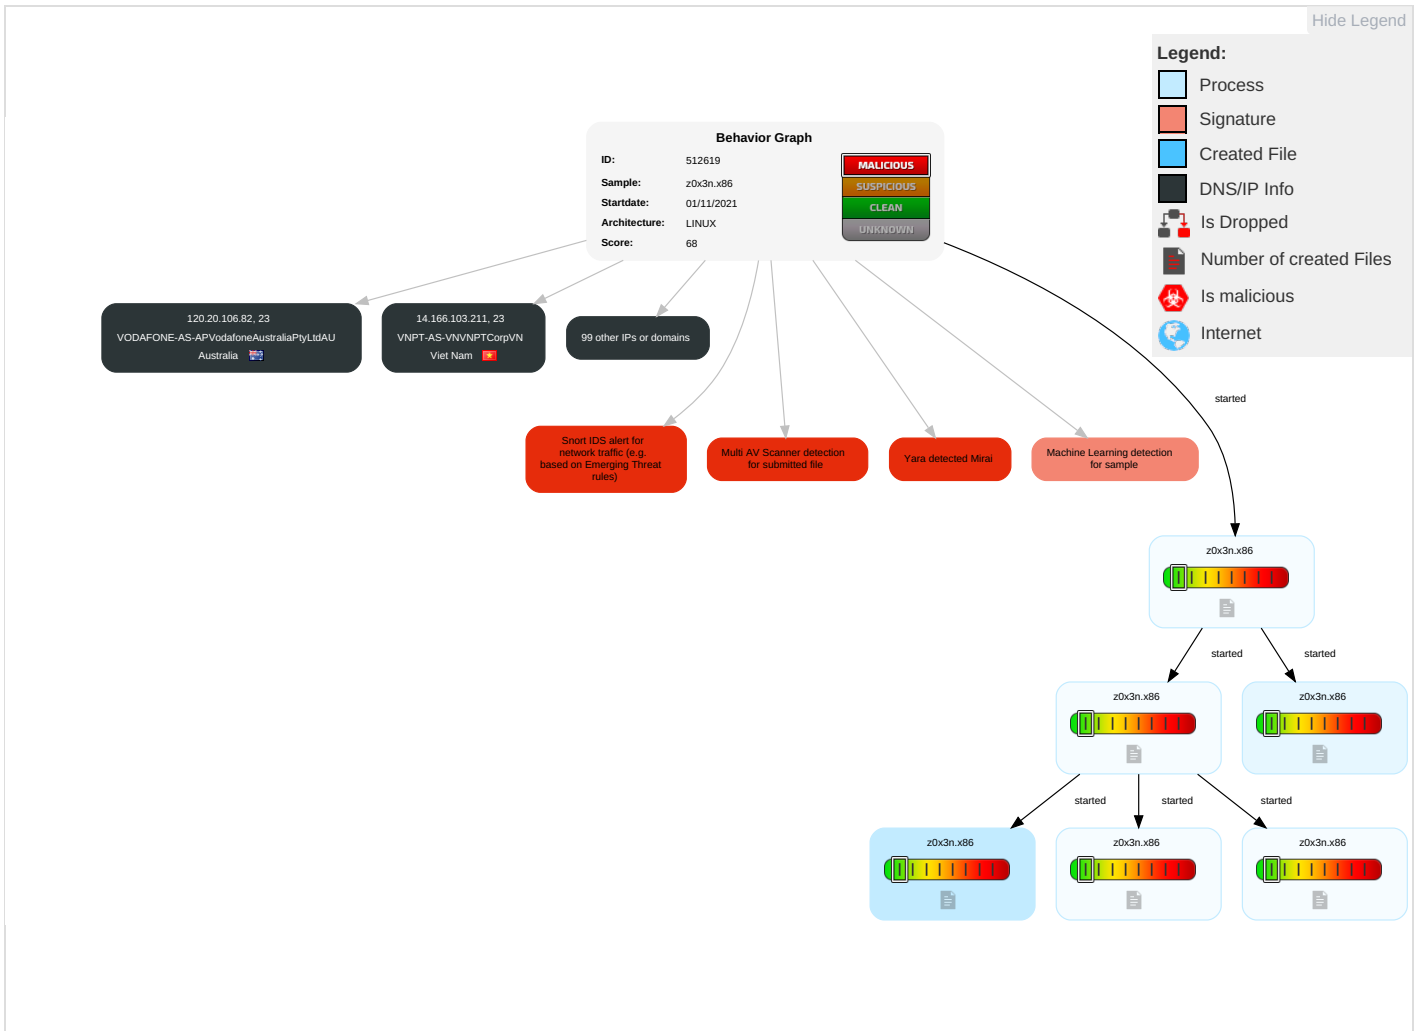 Hide Legend
Legend:
Process
Signature
Created File
DNS/IP Info
Is Dropped
Number of created Files
Is malicious
Internet
Behavior Graph
ID: 512619
Sample: z0x3n.x86
Startdate: 01/11/2021
Architecture: LINUX
Score: 68
MALICIOUS
SUSPICIOUS
CLEAN
UNKNOWN
120.20.106.82, 23
VODAFONE-AS-APVodafoneAustraliaPtyLtdAU
Australia
14.166.103.211, 23
VNPT-AS-VNVNPTCorpVN
Viet Nam
99 other IPs or domains
started
Snort IDS alert for
network traffic (e.g.
based on Emerging Threat
rules)
Multi AV Scanner detection
for submitted file
Yara detected Mirai
Machine Learning detection
for sample
z0x3n.x86
started
started
z0x3n.x86
z0x3n.x86
started
started
started
z0x3n.x86
z0x3n.x86
z0x3n.x86